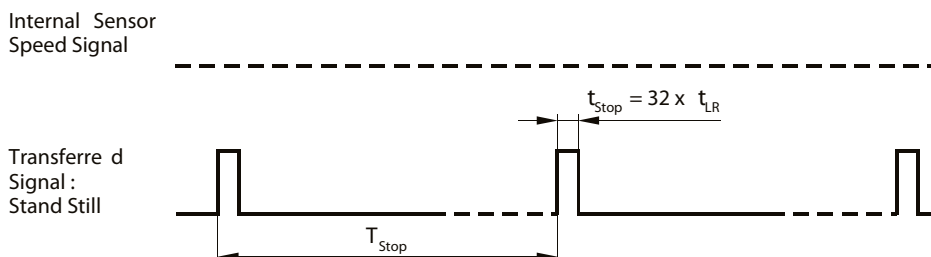 Internal Sensor
Speed Signal
tStop = 32 x tLR
Transferre d
Signal :
Stand Still
TStop